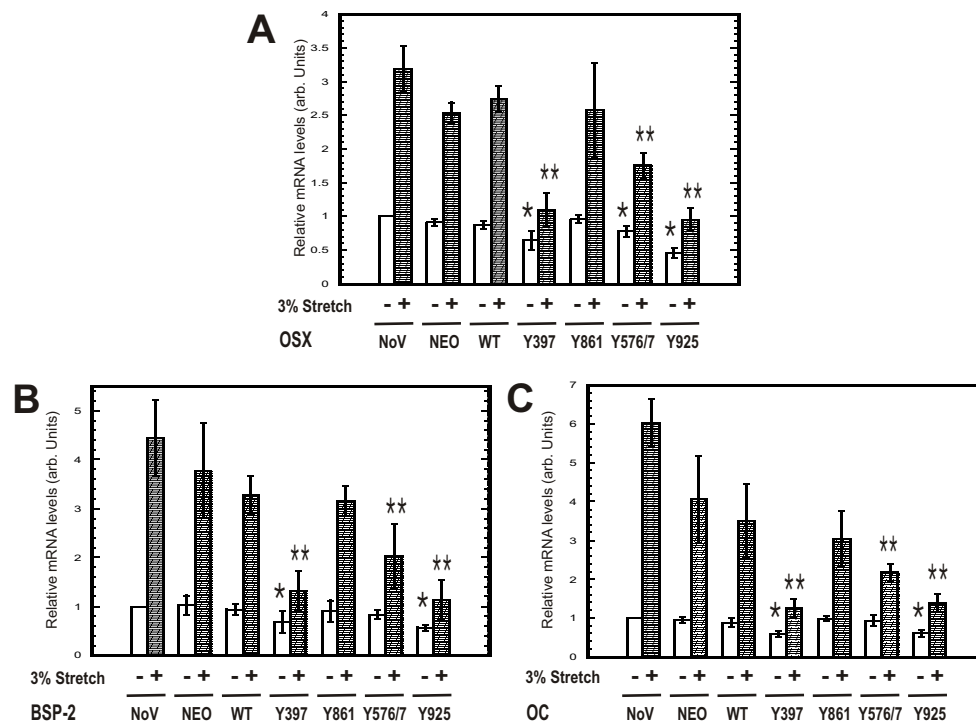 A
Relative mRNA levels (arb. Units)
4
3.5
3
2.5
2
1.5
1
0.5
0
* ** ** * ** *
3% Stretch - + - + - + - + - + - + - +
OSX NoV NEO WT Y397 Y861 Y576/7 Y925
B
Relative mRNA levels (arb. Units)
5
4
3
2
1
0
* ** ** * **
3% Stretch - + - + - + - + - + - + - +
BSP-2 NoV NEO WT Y397 Y861 Y576/7 Y925
C
Relative mRNA levels (arb. Units)
7
6
5
4
3
2
1
0
* ** ** * **
3% Stretch - + - + - + - + - + - + - +
OC NoV NEO WT Y397 Y861 Y576/7 Y925